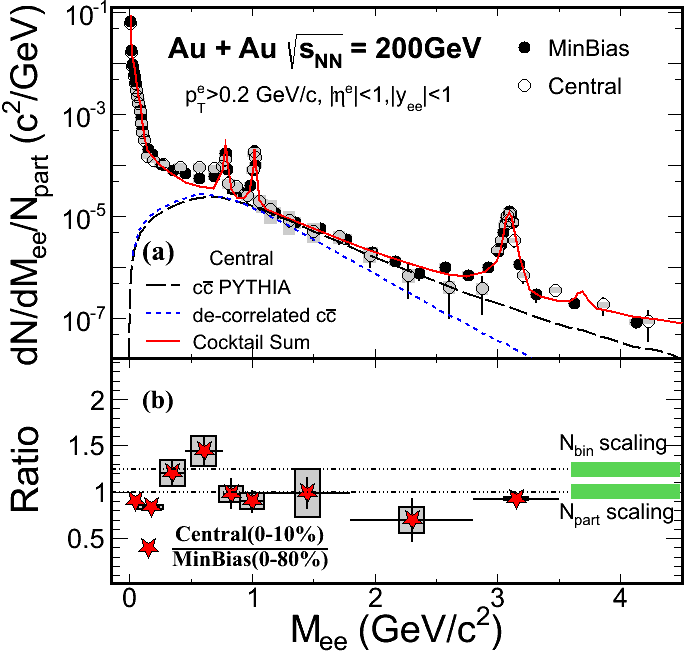 10⁻¹
10⁻³
10⁻⁵
10⁻⁷
dN/dM_ee/N_part (c²/GeV)
Au + Au √s_NN = 200GeV
p_T^e>0.2 GeV/c, |η^e|<1,|y_ee|<1
MinBias
Central
(a)
Central
cc̅ PYTHIA
de-correlated cc̅
Cocktail Sum
Ratio
2
1.5
1
0.5
(b)
N_bin scaling
N_part scaling
Central(0-10%)
MinBias(0-80%)
0 1 2 3 4
M_ee (GeV/c²)